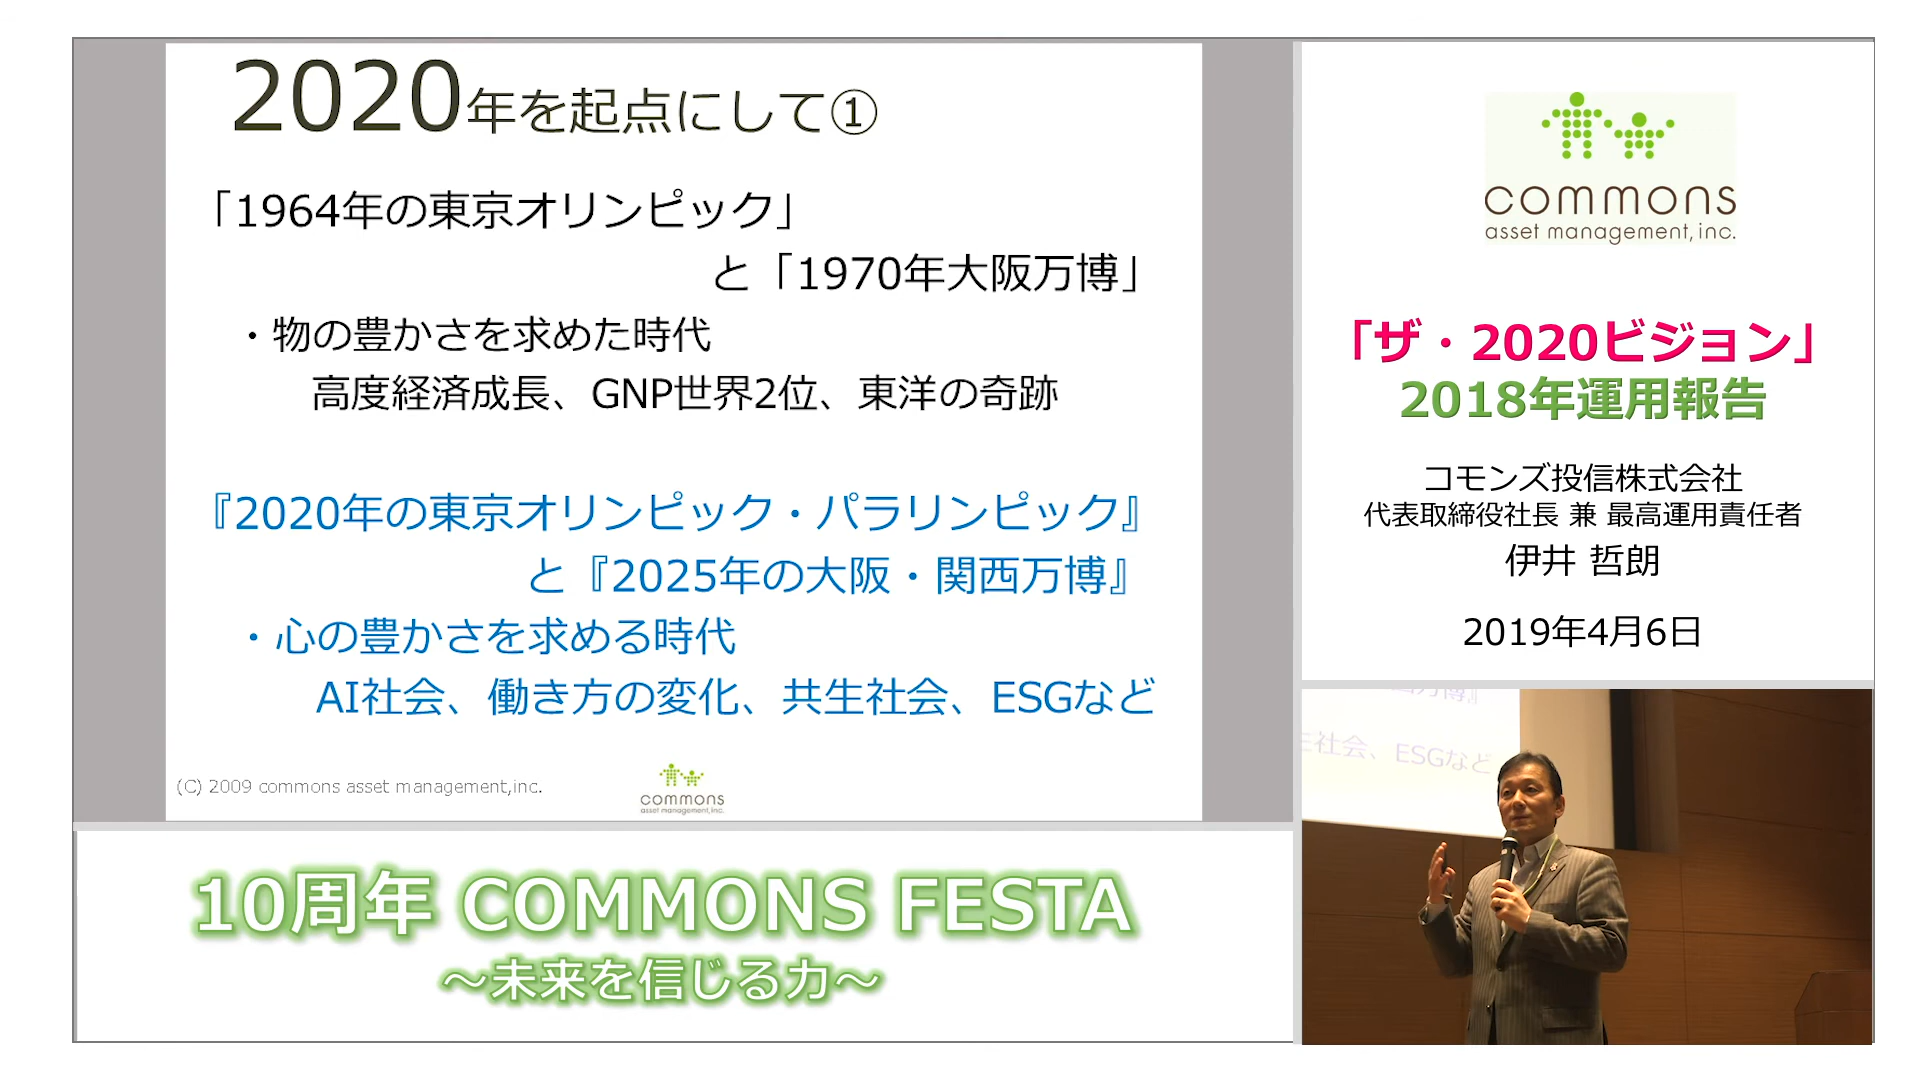 2020年を起点にして①
「1964年の東京オリンピック」
と「1970年大阪万博」
・物の豊かさを求めた時代
高度経済成長、GNP世界2位、東洋の奇跡
『2020年の東京オリンピック・パラリンピック』
と『2025年の大阪・関西万博』
・心の豊かさを求める時代
AI社会、働き方の変化、共生社会、ESGなど
(C) 2009 commons asset management,inc.
commons
asset management,inc.
commons
asset management, inc.
「ザ・2020ビジョン」
2018年運用報告
コモンズ投信株式会社
代表取締役社長 兼 最高運用責任者
伊井 哲朗
2019年4月6日
万博』
社会、ESGなど
10周年 COMMONS FESTA
～未来を信じる力～